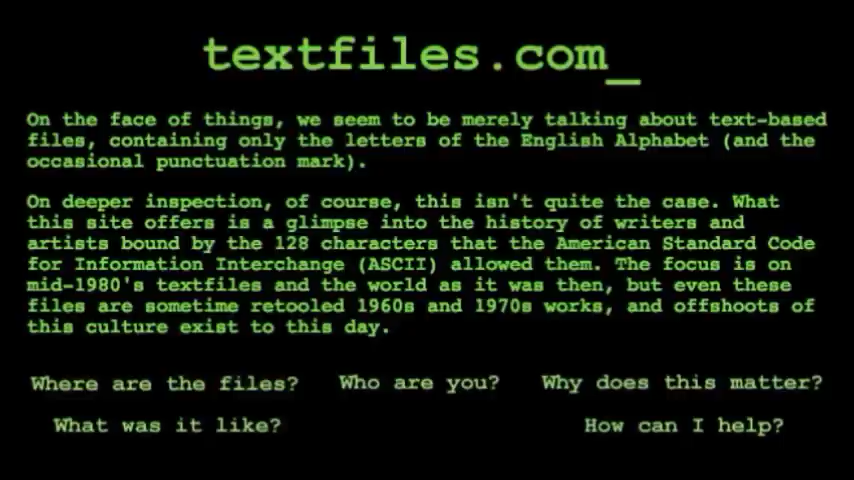 textfiles.com_
On the face of things, we seem to be merely talking about text-based
files, containing only the letters of the English Alphabet (and the
occasional punctuation mark).
On deeper inspection, of course, this isn't quite the case. What
this site offers is a glimpse into the history of writers and
artists bound by the 128 characters that the American Standard Code
for Information Interchange (ASCII) allowed them. The focus is on
mid-1980's textfiles and the world as it was then, but even these
files are sometime retooled 1960s and 1970s works, and offshoots of
this culture exist to this day.
Where are the files? Who are you? Why does this matter?
What was it like? How can I help?